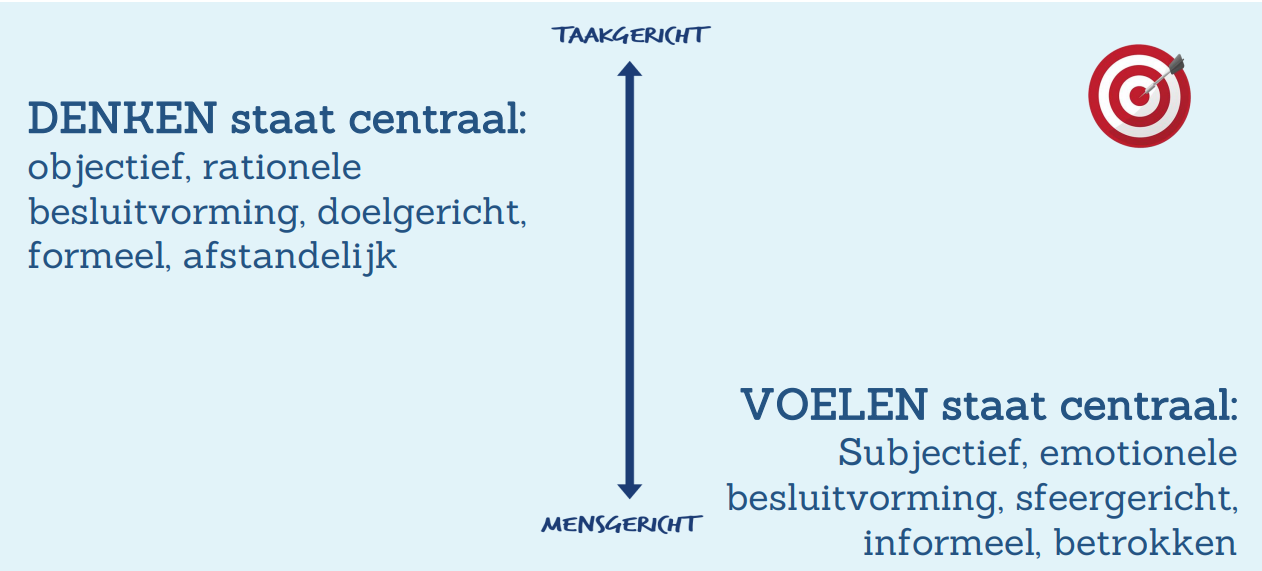 TAAKGERICHT
DENKEN staat centraal:
objectief, rationele
besluitvorming, doelgericht,
formeel, afstandelijk
VOELEN staat centraal:
Subjectief, emotionele
besluitvorming, sfeergericht,
informeel, betrokken
MENSGERICHT